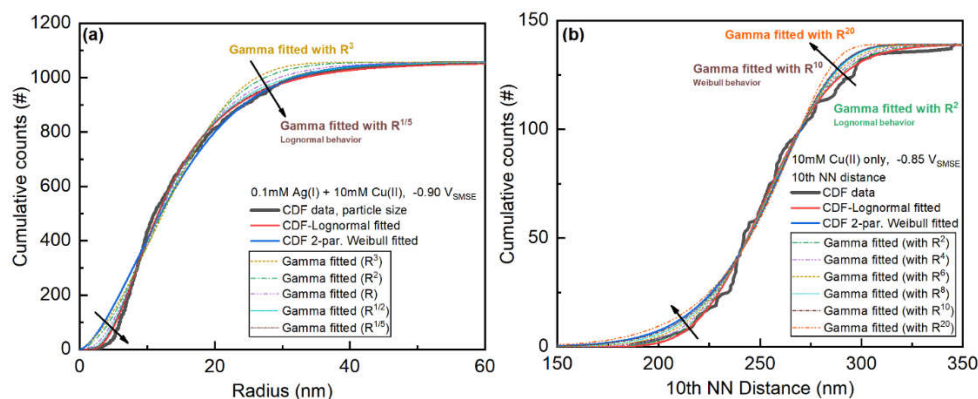 (a)
Gamma fitted with R³
Gamma fitted with R¹ᐟ⁵
Lognormal behavior
0.1mM Ag(I) + 10mM Cu(II), -0.90 V_SMSE
CDF data, particle size
CDF-Lognormal fitted
CDF 2-par. Weibull fitted
Gamma fitted (R³)
Gamma fitted (R²)
Gamma fitted (R)
Gamma fitted (R¹ᐟ²)
Gamma fitted (R¹ᐟ⁵)
Cumulative counts (#)
1200
1000
800
600
400
200
0
0 10 20 30 40 50 60
Radius (nm)
(b)
Gamma fitted with R²⁰
Gamma fitted with R¹⁰
Weibull behavior
Gamma fitted with R²
Lognormal behavior
10mM Cu(II) only, -0.85 V_SMSE
10th NN distance
CDF data
CDF-Lognormal fitted
CDF 2-par. Weibull fitted
Gamma fitted (with R²)
Gamma fitted (with R⁴)
Gamma fitted (with R⁶)
Gamma fitted (with R⁸)
Gamma fitted (with R¹⁰)
Gamma fitted (with R²⁰)
Cumulative counts (#)
150
100
50
0
150 200 250 300 350
10th NN Distance (nm)